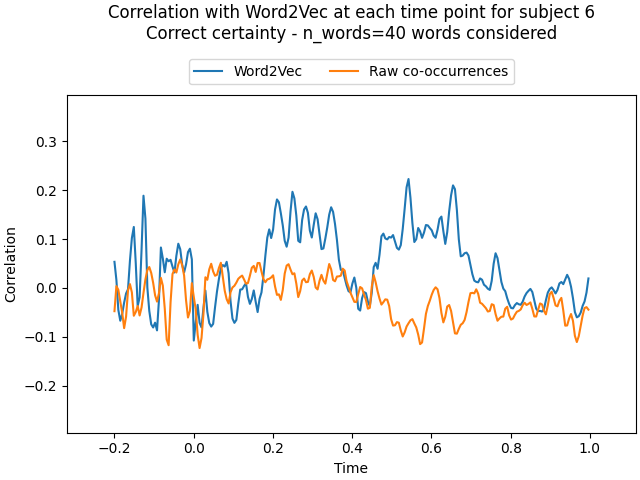 Correlation with Word2Vec at each time point for subject 6
Correct certainty - n_words=40 words considered
Word2Vec
Raw co-occurrences
0.3
0.2
0.1
0.0
−0.1
−0.2
Correlation
−0.2
0.0
0.2
0.4
0.6
0.8
1.0
Time